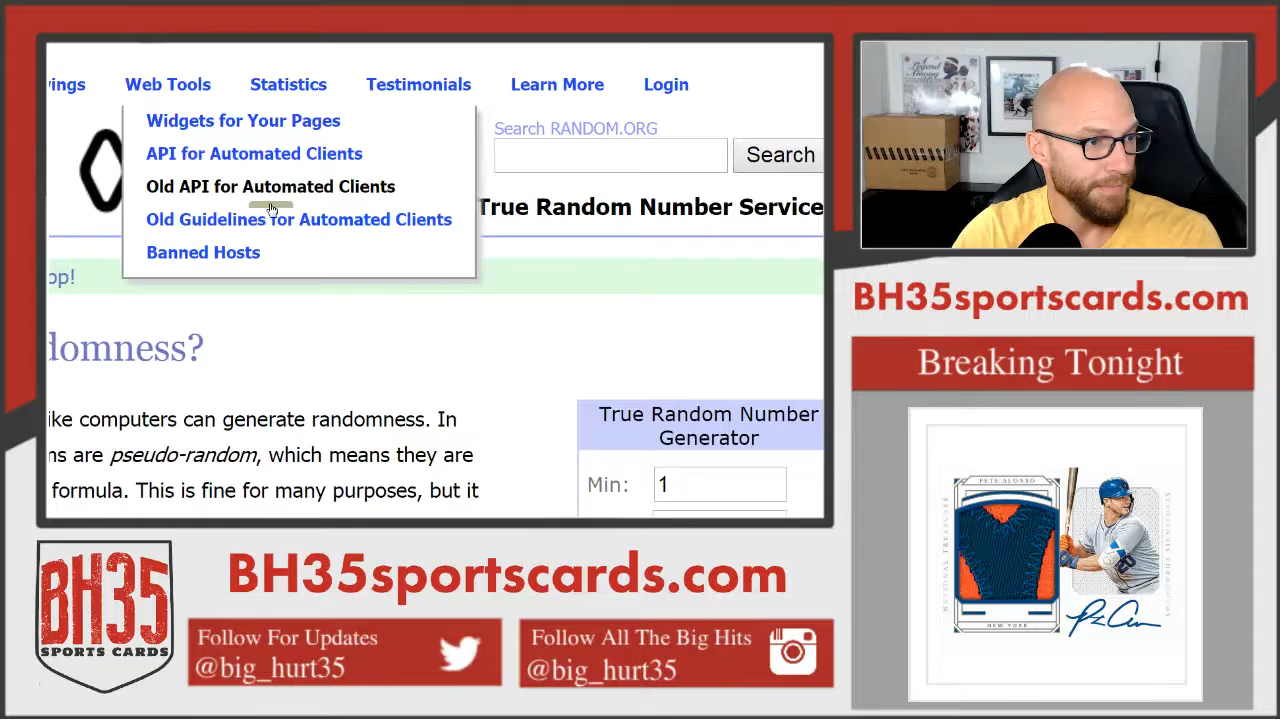 ings
Web Tools
Statistics
Testimonials
Learn More
Login
Widgets for Your Pages
API for Automated Clients
Old API for Automated Clients
Old Guidelines for Automated Clients
Banned Hosts
Search RANDOM.ORG
Search
True Random Number Service
op!
domness?
ike computers can generate randomness. In
ns are pseudo-random, which means they are
formula. This is fine for many purposes, but it
True Random Number
Generator
Min:
1
BH35sportscards.com
Breaking Tonight
PETE ALONSO
NATIONAL TREASURES
NEW YORK
BH35
SPORTS CARDS
BH35sportscards.com
Follow For Updates
@big_hurt35
Follow All The Big Hits
@big_hurt35